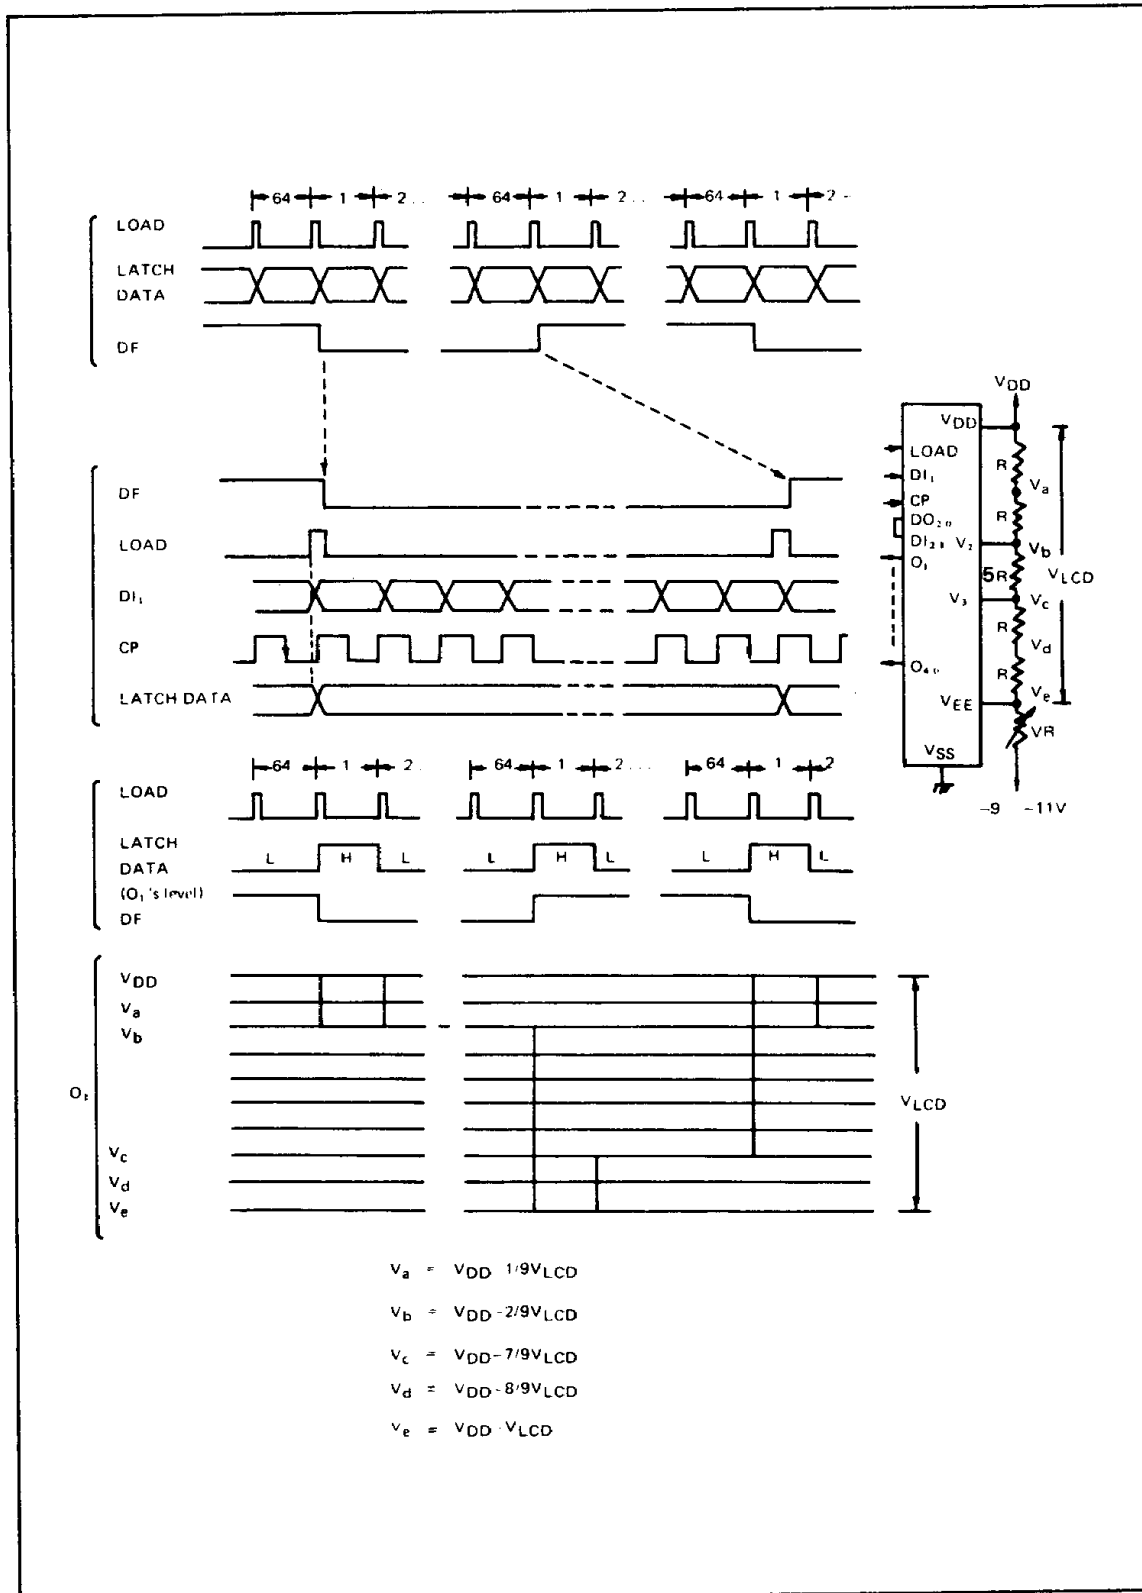 64 1 2 . . 64 1 2 . . . 64 1 2 -
LOAD
LATCH
DATA
DF
DF
LOAD
DI₁
CP
LATCH DATA
VDD
VDD
LOAD
DI₁
CP
DO₂₀
V₂
V₃
O₄₀
VEE
VSS
R
Va
R
Vb
5R
VLCD
Vc
R
Vd
R
Ve
VR
-9 -11V
64 1 2 . 64 1 2 . . . 64 1 2
LOAD
LATCH
DATA
L H L L H L L H L
(O₁'s level)
DF
VDD
Va
Vb
Vc
Vd
Ve
VLCD
Va = VDD 1/9VLCD
Vb = VDD-2/9VLCD
Vc = VDD-7/9VLCD
Vd = VDD-8/9VLCD
Ve = VDD-VLCD